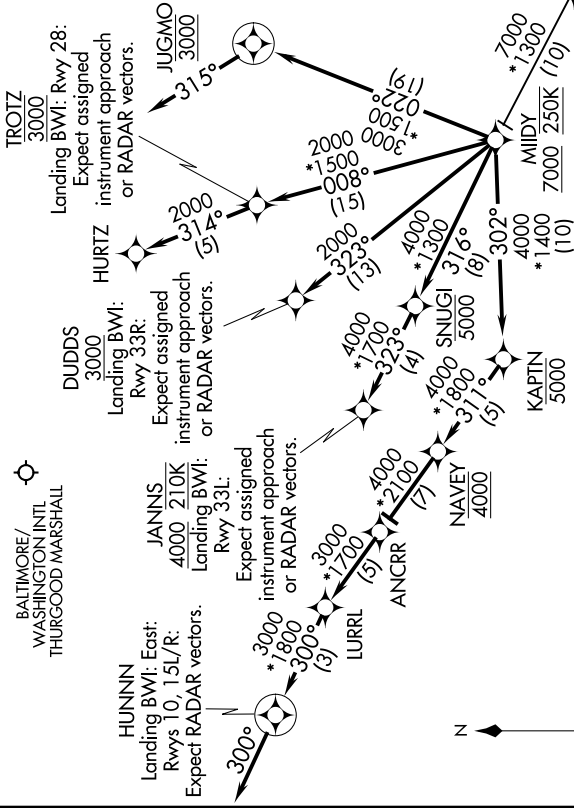 BALTIMORE/
WASHINGTON INTL
THURGOOD MARSHALL
TROTZ
3000
Landing BWI: Rwy 28:
Expect assigned
instrument approach
or RADAR vectors.
JUGMO
3000
315°
022°
3000
*1500
(19)
HURTZ
2000
314°
(5)
2000
*1500
008°
(15)
DUDDS
3000
Landing BWI:
Rwy 33R:
Expect assigned
instrument approach
or RADAR vectors.
2000
323°
(13)
MIIDY
7000 250K
7000
*1300
(10)
4000
*1300
316°
(8)
SNUGI
5000
4000
*1700
323°
(4)
JANNS
4000 210K
Landing BWI:
Rwy 33L:
Expect assigned
instrument approach
or RADAR vectors.
302°
4000
*1400
(10)
KAPTN
5000
4000
*1800
311°
(5)
NAVEY
4000
4000
*2100
(7)
ANCRR
3000
*1700
(5)
LURRL
3000
*1800
300°
(3)
HUNNN
Landing BWI: East:
Rwys 10, 15L/R:
Expect RADAR vectors.
300°
N